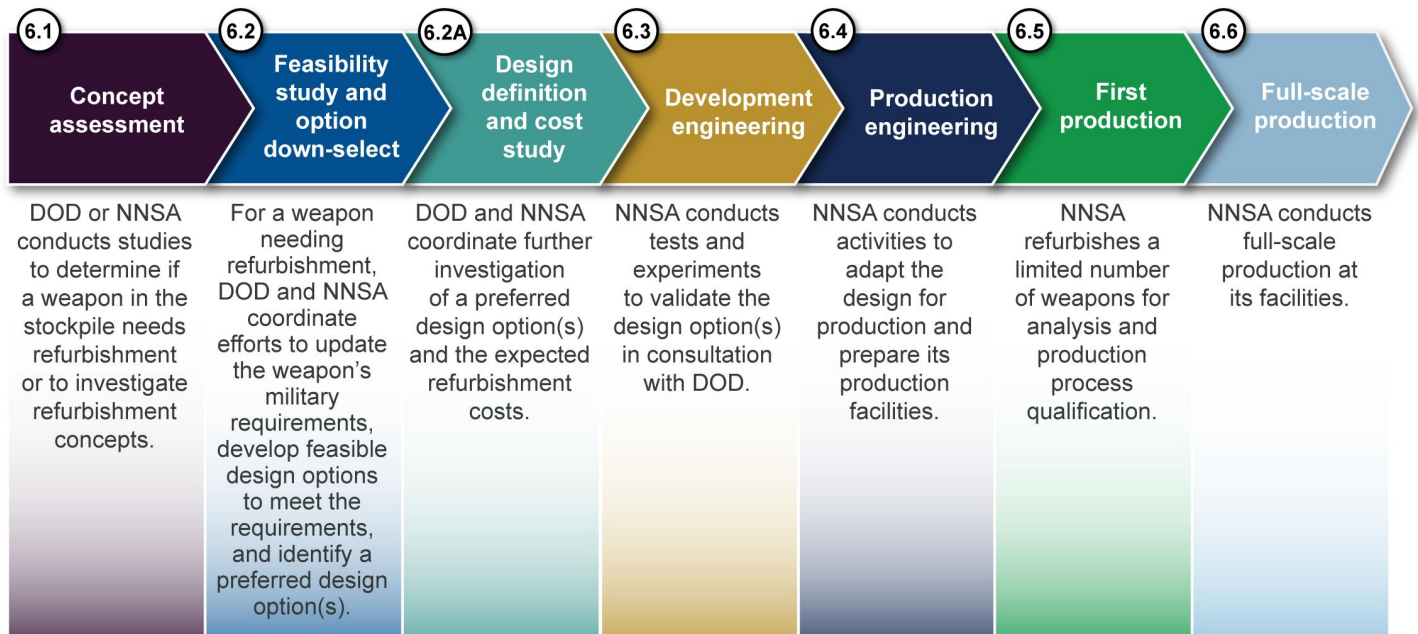 6.1
Concept
assessment
DOD or NNSA
conducts studies
to determine if
a weapon in the
stockpile needs
refurbishment
or to investigate
refurbishment
concepts.
6.2
Feasibility
study and
option
down-select
For a weapon
needing
refurbishment,
DOD and NNSA
coordinate
efforts to update
the weapon’s
military
requirements,
develop feasible
design options
to meet the
requirements,
and identify a
preferred design
option(s).
6.2A
Design
definition
and cost
study
DOD and NNSA
coordinate further
investigation
of a preferred
design option(s)
and the expected
refurbishment
costs.
6.3
Development
engineering
NNSA conducts
tests and
experiments
to validate the
design option(s)
in consultation
with DOD.
6.4
Production
engineering
NNSA conducts
activities to
adapt the
design for
production and
prepare its
production
facilities.
6.5
First
production
NNSA
refurbishes a
limited number
of weapons for
analysis and
production
process
qualification.
6.6
Full-scale
production
NNSA conducts
full-scale
production at
its facilities.